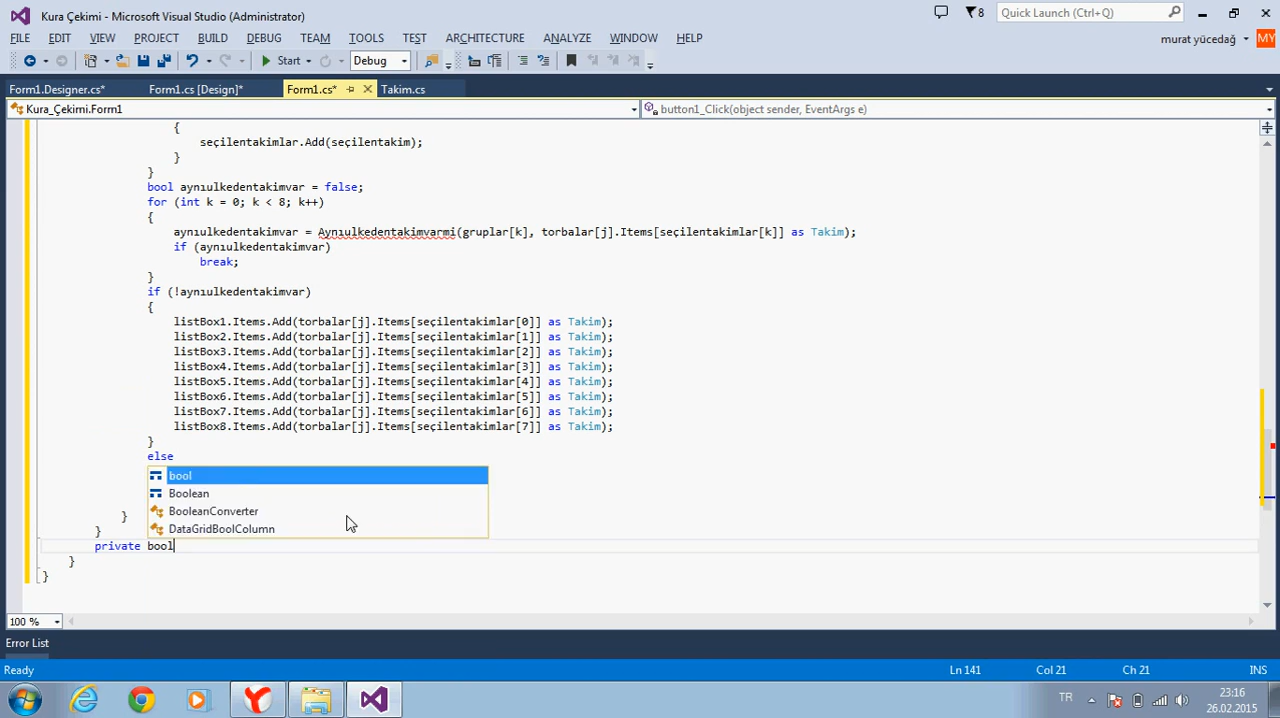 Kura Çekimi - Microsoft Visual Studio (Administrator)
8
Quick Launch (Ctrl+Q)
FILE EDIT VIEW PROJECT BUILD DEBUG TEAM TOOLS TEST ARCHITECTURE ANALYZE WINDOW HELP
murat yücedağ
MY
Start
Debug
Form1.Designer.cs* Form1.cs [Design]* Form1.cs* Takim.cs
Kura_Çekimi.Form1
button1_Click(object sender, EventArgs e)
{
seçilentakimlar.Add(seçilentakim);
}
}
bool aynıulkedentakimvar = false;
for (int k = 0; k < 8; k++)
{
aynıulkedentakimvar = Aynıulkedentakimvarmi(gruplar[k], torbalar[j].Items[seçilentakimlar[k]] as Takim);
if (aynıulkedentakimvar)
break;
}
if (!aynıulkedentakimvar)
{
listBox1.Items.Add(torbalar[j].Items[seçilentakimlar[0]] as Takim);
listBox2.Items.Add(torbalar[j].Items[seçilentakimlar[1]] as Takim);
listBox3.Items.Add(torbalar[j].Items[seçilentakimlar[2]] as Takim);
listBox4.Items.Add(torbalar[j].Items[seçilentakimlar[3]] as Takim);
listBox5.Items.Add(torbalar[j].Items[seçilentakimlar[4]] as Takim);
listBox6.Items.Add(torbalar[j].Items[seçilentakimlar[5]] as Takim);
listBox7.Items.Add(torbalar[j].Items[seçilentakimlar[6]] as Takim);
listBox8.Items.Add(torbalar[j].Items[seçilentakimlar[7]] as Takim);
}
else
bool
Boolean
BooleanConverter
DataGridBoolColumn
}
}
private bool
}
}
100 %
Error List
Ready
Ln 141 Col 21 Ch 21 INS
TR
23:16
26.02.2015